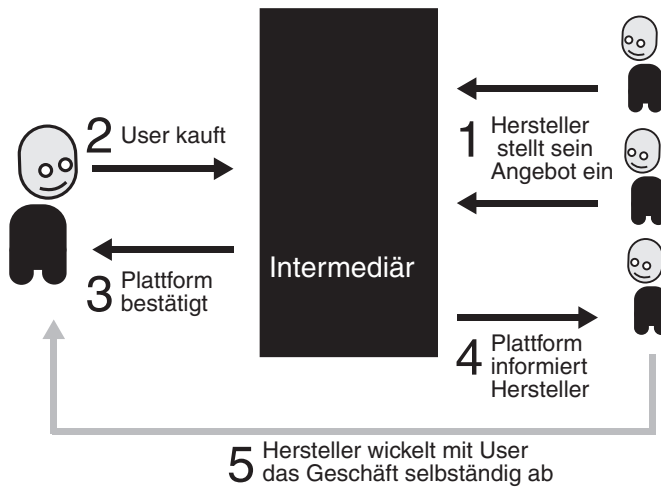 2 User kauft
1 Hersteller
stellt sein
Angebot ein
Intermediär
3 Plattform
bestätigt
4 Plattform
informiert
Hersteller
5 Hersteller wickelt mit User
das Geschäft selbständig ab